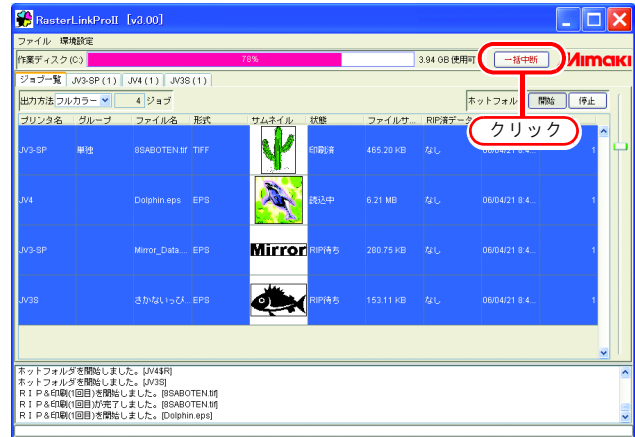 RasterLinkProII [v3.00]
ファイル 環境設定
作業ディスク(C:) 78% 3.94 GB 使用可 一括中断 Mimaki
ジョブ一覧 JV3-SP (1) JV4 (1) JV3S (1)
出力方法 フルカラー 4 ジョブ ホットフォル 開始 停止
クリック
プリンタ名 グループ ファイル名 形式 サムネイル 状態 ファイルサ... RIP済データ
JV3-SP 単独 8SABOTEN.tif TIFF 印刷済 465.20 KB なし 06/04/21 8:4... 1
JV4 Dolphin.eps EPS 読込中 6.21 MB なし 06/04/21 8:4... 1
JV3-SP Mirror_Data.... EPS Mirror RIP待ち 280.75 KB なし 06/04/21 8:4... 1
JV3S さかないっぴ... EPS RIP待ち 153.11 KB なし 06/04/21 8:4... 1
ホットフォルダを開始しました。[JV4$R]
ホットフォルダを開始しました。[JV3S]
ＲＩＰ＆印刷(1回目)を開始しました。[8SABOTEN.tif]
ＲＩＰ＆印刷(1回目)が完了しました。[8SABOTEN.tif]
ＲＩＰ＆印刷(1回目)を開始しました。[Dolphin.eps]